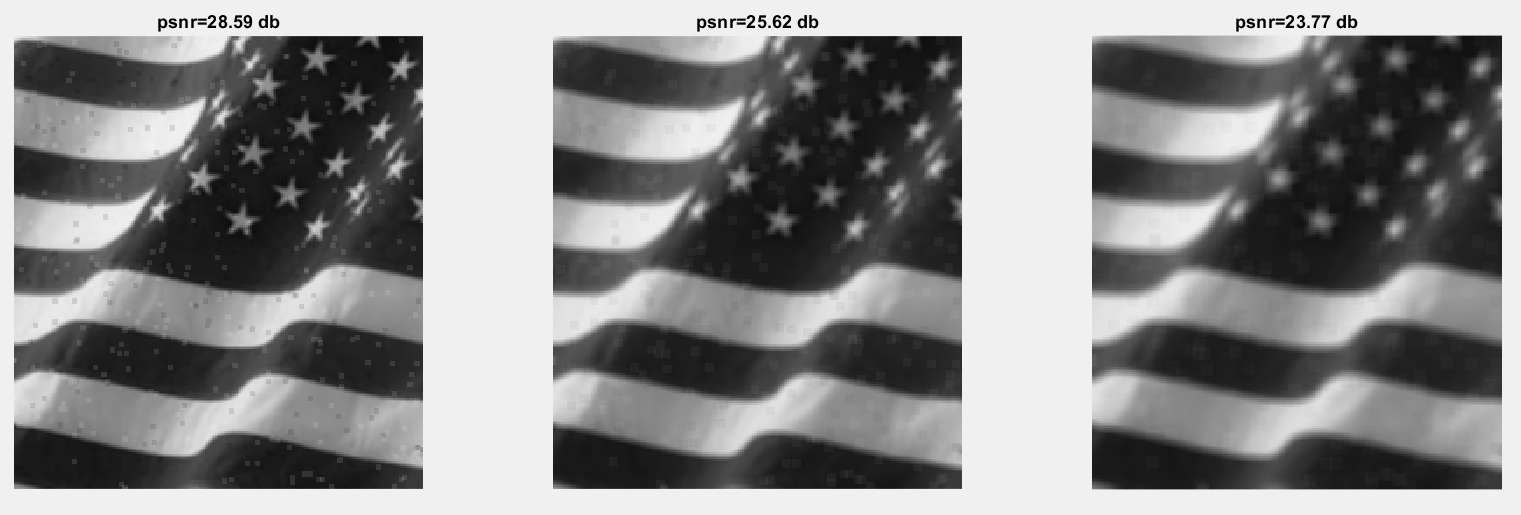 psnr=28.59 db
psnr=25.62 db
psnr=23.77 db